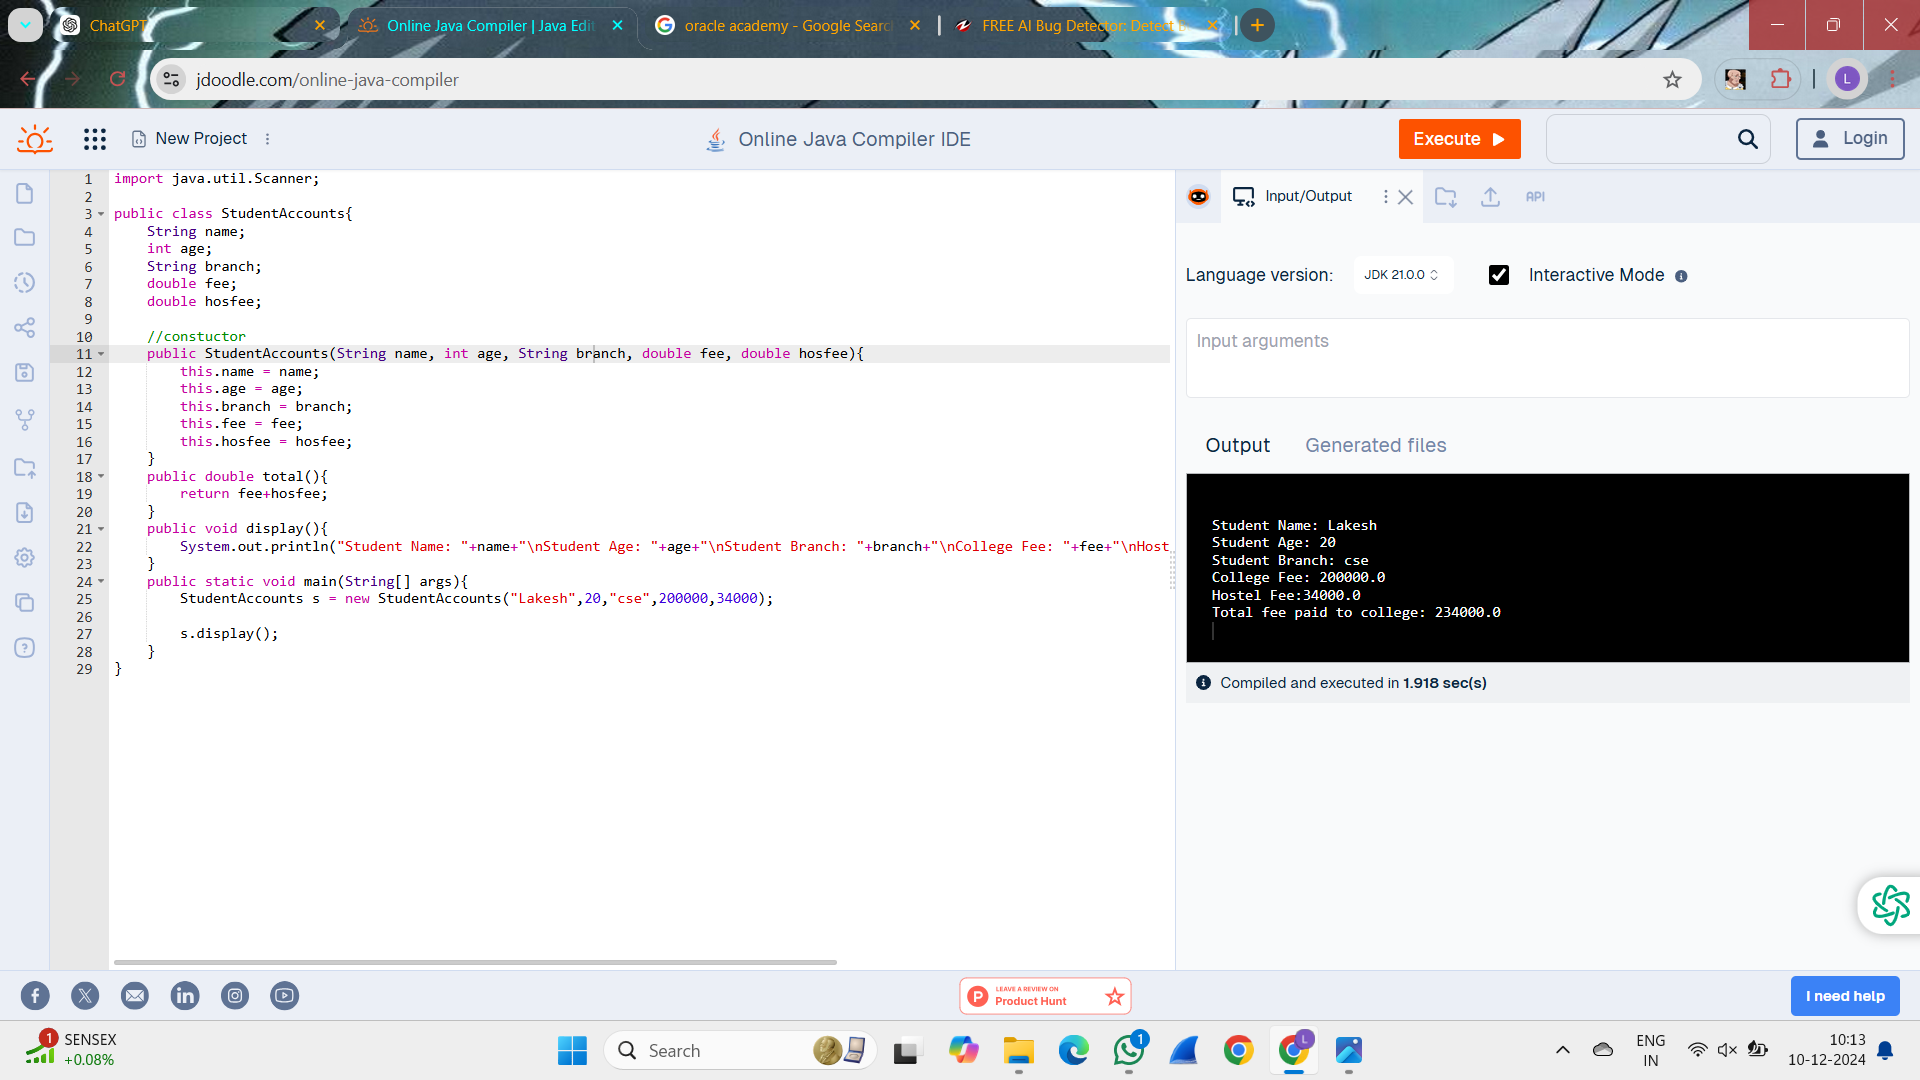 ChatGPT
Online Java Compiler | Java Edi
oracle academy - Google Searc
FREE AI Bug Detector: Detect
jdoodle.com/online-java-compiler
L
New Project
Online Java Compiler IDE
Execute
Login
1 import java.util.Scanner;
2
3 public class StudentAccounts{
4 String name;
5 int age;
6 String branch;
7 double fee;
8 double hosfee;
9
10 //constuctor
11 public StudentAccounts(String name, int age, String branch, double fee, double hosfee){
12 this.name = name;
13 this.age = age;
14 this.branch = branch;
15 this.fee = fee;
16 this.hosfee = hosfee;
17 }
18 public double total(){
19 return fee+hosfee;
20 }
21 public void display(){
22 System.out.println("Student Name: "+name+"\nStudent Age: "+age+"\nStudent Branch: "+branch+"\nCollege Fee: "+fee+"\nHost
23 }
24 public static void main(String[] args){
25 StudentAccounts s = new StudentAccounts("Lakesh",20,"cse",200000,34000);
26
27 s.display();
28 }
29 }
Input/Output
API
Language version:
JDK 21.0.0
Interactive Mode
Input arguments
Output
Generated files
Student Name: Lakesh
Student Age: 20
Student Branch: cse
College Fee: 200000.0
Hostel Fee:34000.0
Total fee paid to college: 234000.0
Compiled and executed in 1.918 sec(s)
LEAVE A REVIEW ON
Product Hunt
I need help
1
SENSEX
+0.08%
Search
1
L
ENG
IN
10:13
10-12-2024